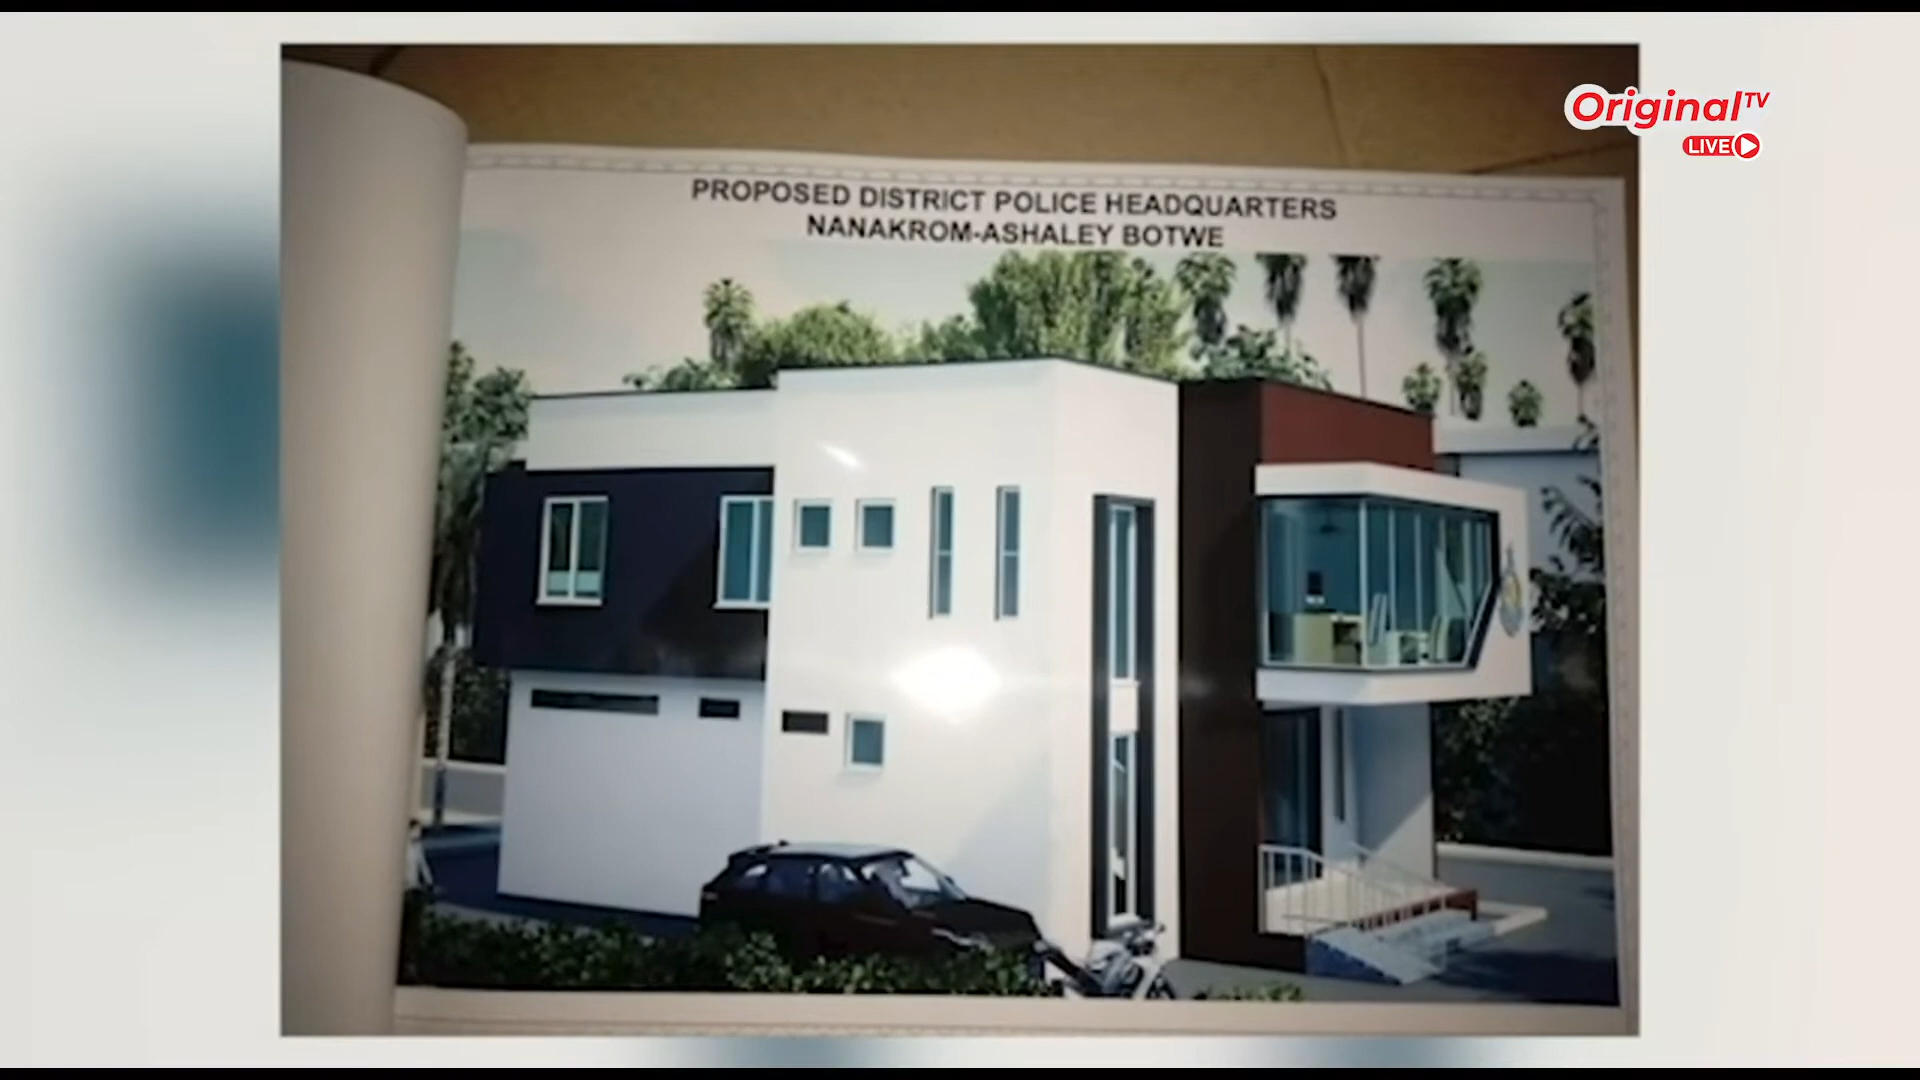 Original TV
LIVE
PROPOSED DISTRICT POLICE HEADQUARTERS
NANAKROM-ASHALEY BOTWE